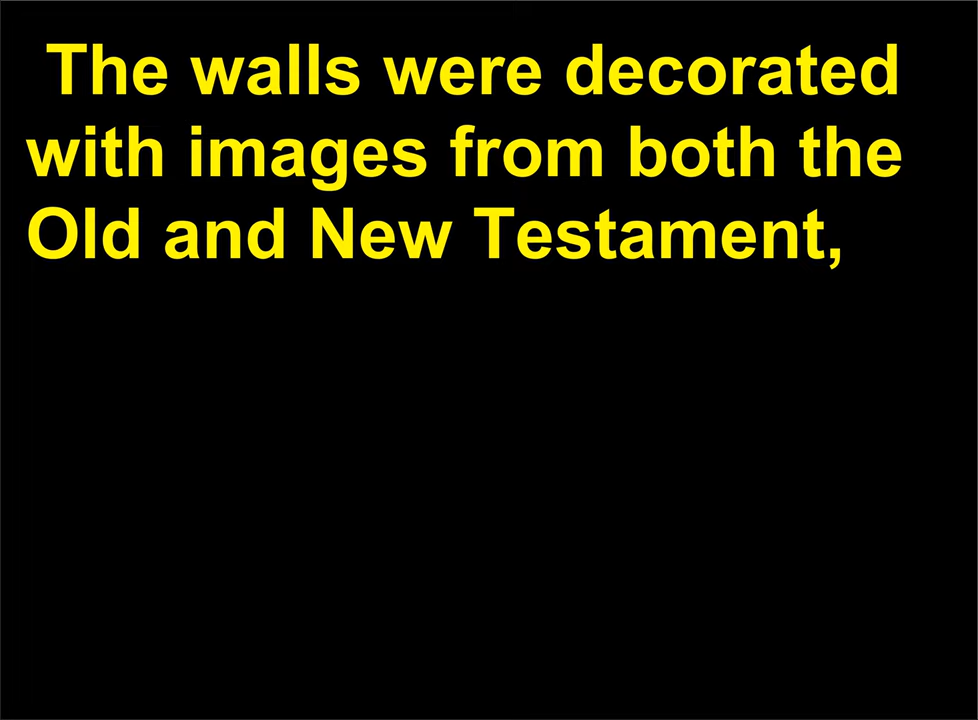 The walls were decorated
with images from both the
Old and New Testament,